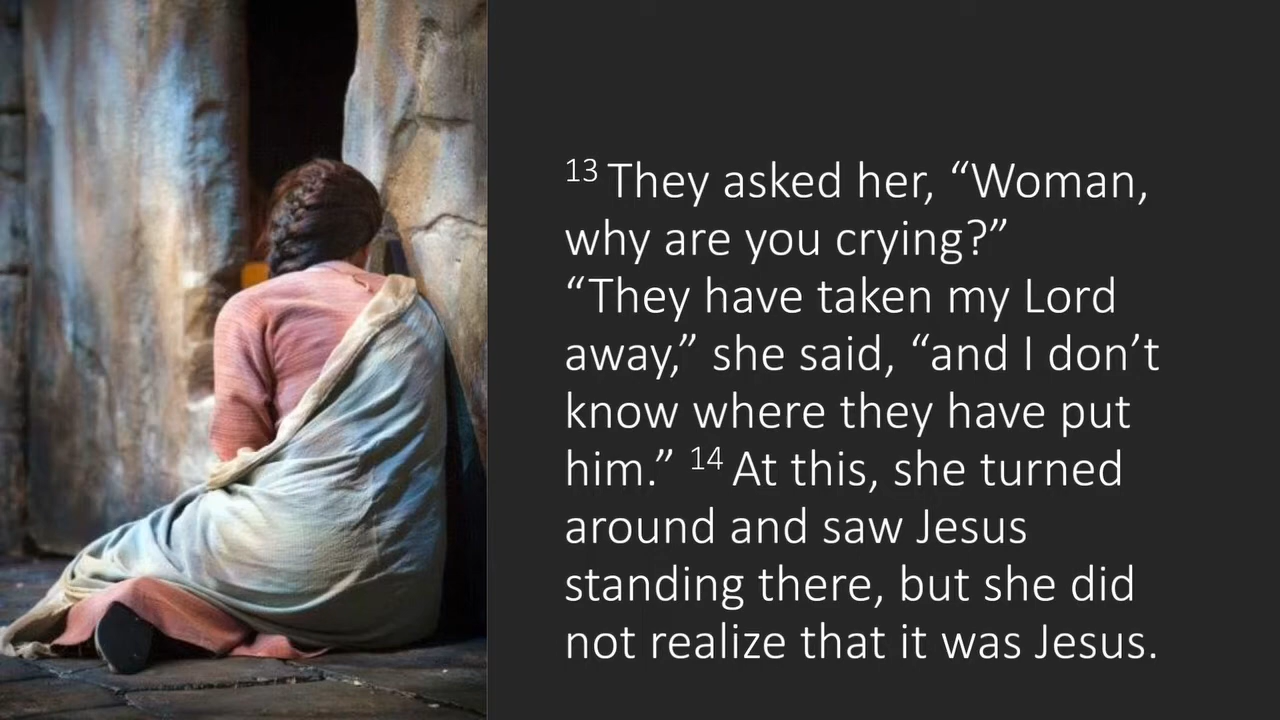 13 They asked her, “Woman,
why are you crying?”
“They have taken my Lord
away,” she said, “and I don’t
know where they have put
him.” 14 At this, she turned
around and saw Jesus
standing there, but she did
not realize that it was Jesus.